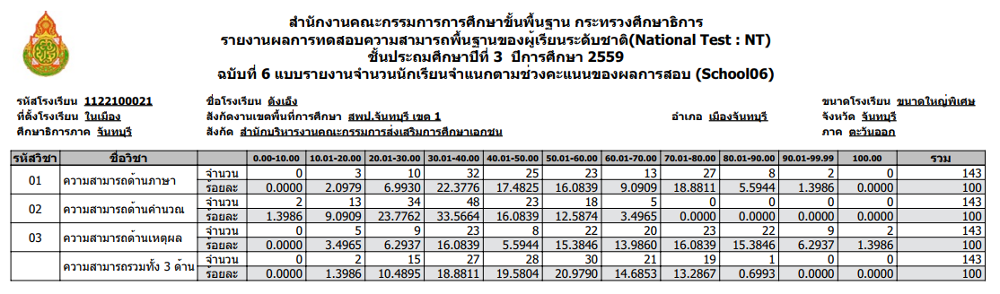 สำนักงานคณะกรรมการการศึกษาขั้นพื้นฐาน กระทรวงศึกษาธิการ
รายงานผลการทดสอบความสามารถพื้นฐานของผู้เรียนระดับชาติ(National Test : NT)
ชั้นประถมศึกษาปีที่ 3 ปีการศึกษา 2559
ฉบับที่ 6 แบบรายงานจำนวนนักเรียนจำแนกตามช่วงคะแนนของผลการสอบ (School06)
รหัสโรงเรียน 1122100021 ชื่อโรงเรียน ตังเอ็ง ขนาดโรงเรียน ขนาดใหญ่พิเศษ
ที่ตั้งโรงเรียน ในเมือง สังกัดงานเขตพื้นที่การศึกษา สพป.จันทบุรี เขต 1 อำเภอ เมืองจันทบุรี จังหวัด จันทบุรี
ศึกษาธิการภาค จันทบุรี สังกัด สำนักบริหารงานคณะกรรมการส่งเสริมการศึกษาเอกชน ภาค ตะวันออก
รหัสวิชา ชื่อวิชา 0.00-10.00 10.01-20.00 20.01-30.00 30.01-40.00 40.01-50.00 50.01-60.00 60.01-70.00 70.01-80.00 80.01-90.00 90.01-99.99 100.00 รวม
01 ความสามารถด้านภาษา จำนวน 0 3 10 32 25 23 13 27 8 2 0 143
ร้อยละ 0.0000 2.0979 6.9930 22.3776 17.4825 16.0839 9.0909 18.8811 5.5944 1.3986 0.0000 100
02 ความสามารถด้านคำนวณ จำนวน 2 13 34 48 23 18 5 0 0 0 0 143
ร้อยละ 1.3986 9.0909 23.7762 33.5664 16.0839 12.5874 3.4965 0.0000 0.0000 0.0000 0.0000 100
03 ความสามารถด้านเหตุผล จำนวน 0 5 9 23 8 22 20 23 22 9 2 143
ร้อยละ 0.0000 3.4965 6.2937 16.0839 5.5944 15.3846 13.9860 16.0839 15.3846 6.2937 1.3986 100
ความสามารถรวมทั้ง 3 ด้าน จำนวน 0 2 15 27 28 30 21 19 1 0 0 143
ร้อยละ 0.0000 1.3986 10.4895 18.8811 19.5804 20.9790 14.6853 13.2867 0.6993 0.0000 0.0000 100